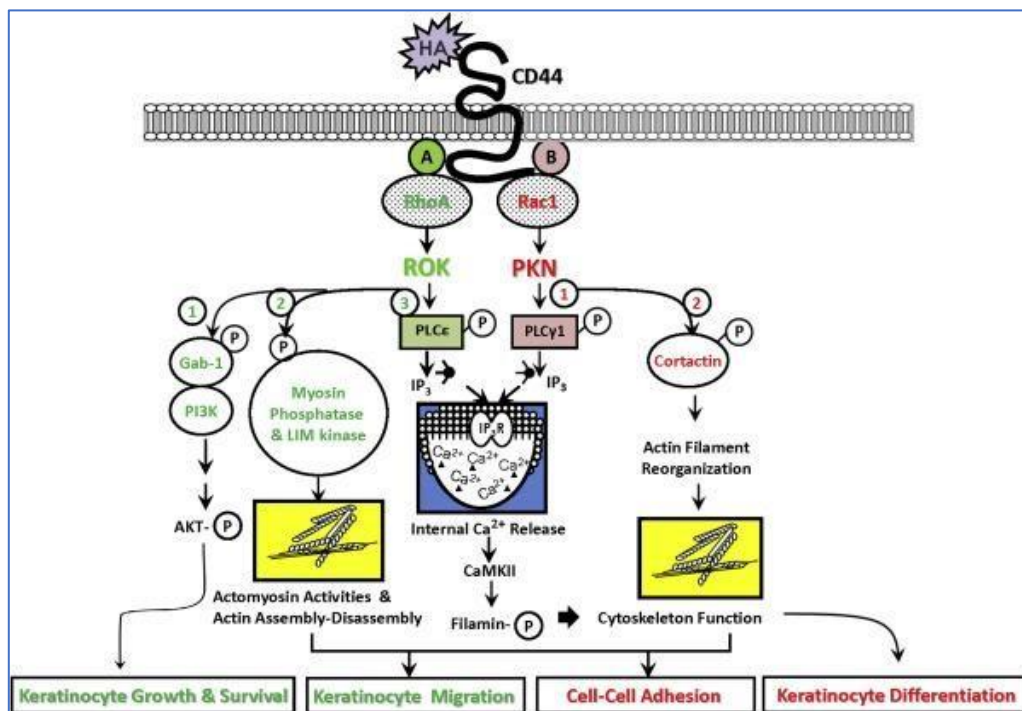 HA
CD44
A
B
RhoA
Rac1
ROK
PKN
1
2
3
1
2
P
P
PLCε
P
PLCγ1
P
P
Gab-1
PI3K
Myosin
Phosphatase
& LIM kinase
Cortactin
IP3
IP3
IP3R
Ca2+
Ca2+
Ca2+
Ca2+
Ca2+
Actin Filament
Reorganization
AKT-P
Internal Ca2+ Release
CaMKII
Filamin-P
Actomyosin Activities &
Actin Assembly-Disassembly
Cytoskeleton Function
Keratinocyte Growth & Survival
Keratinocyte Migration
Cell-Cell Adhesion
Keratinocyte Differentiation